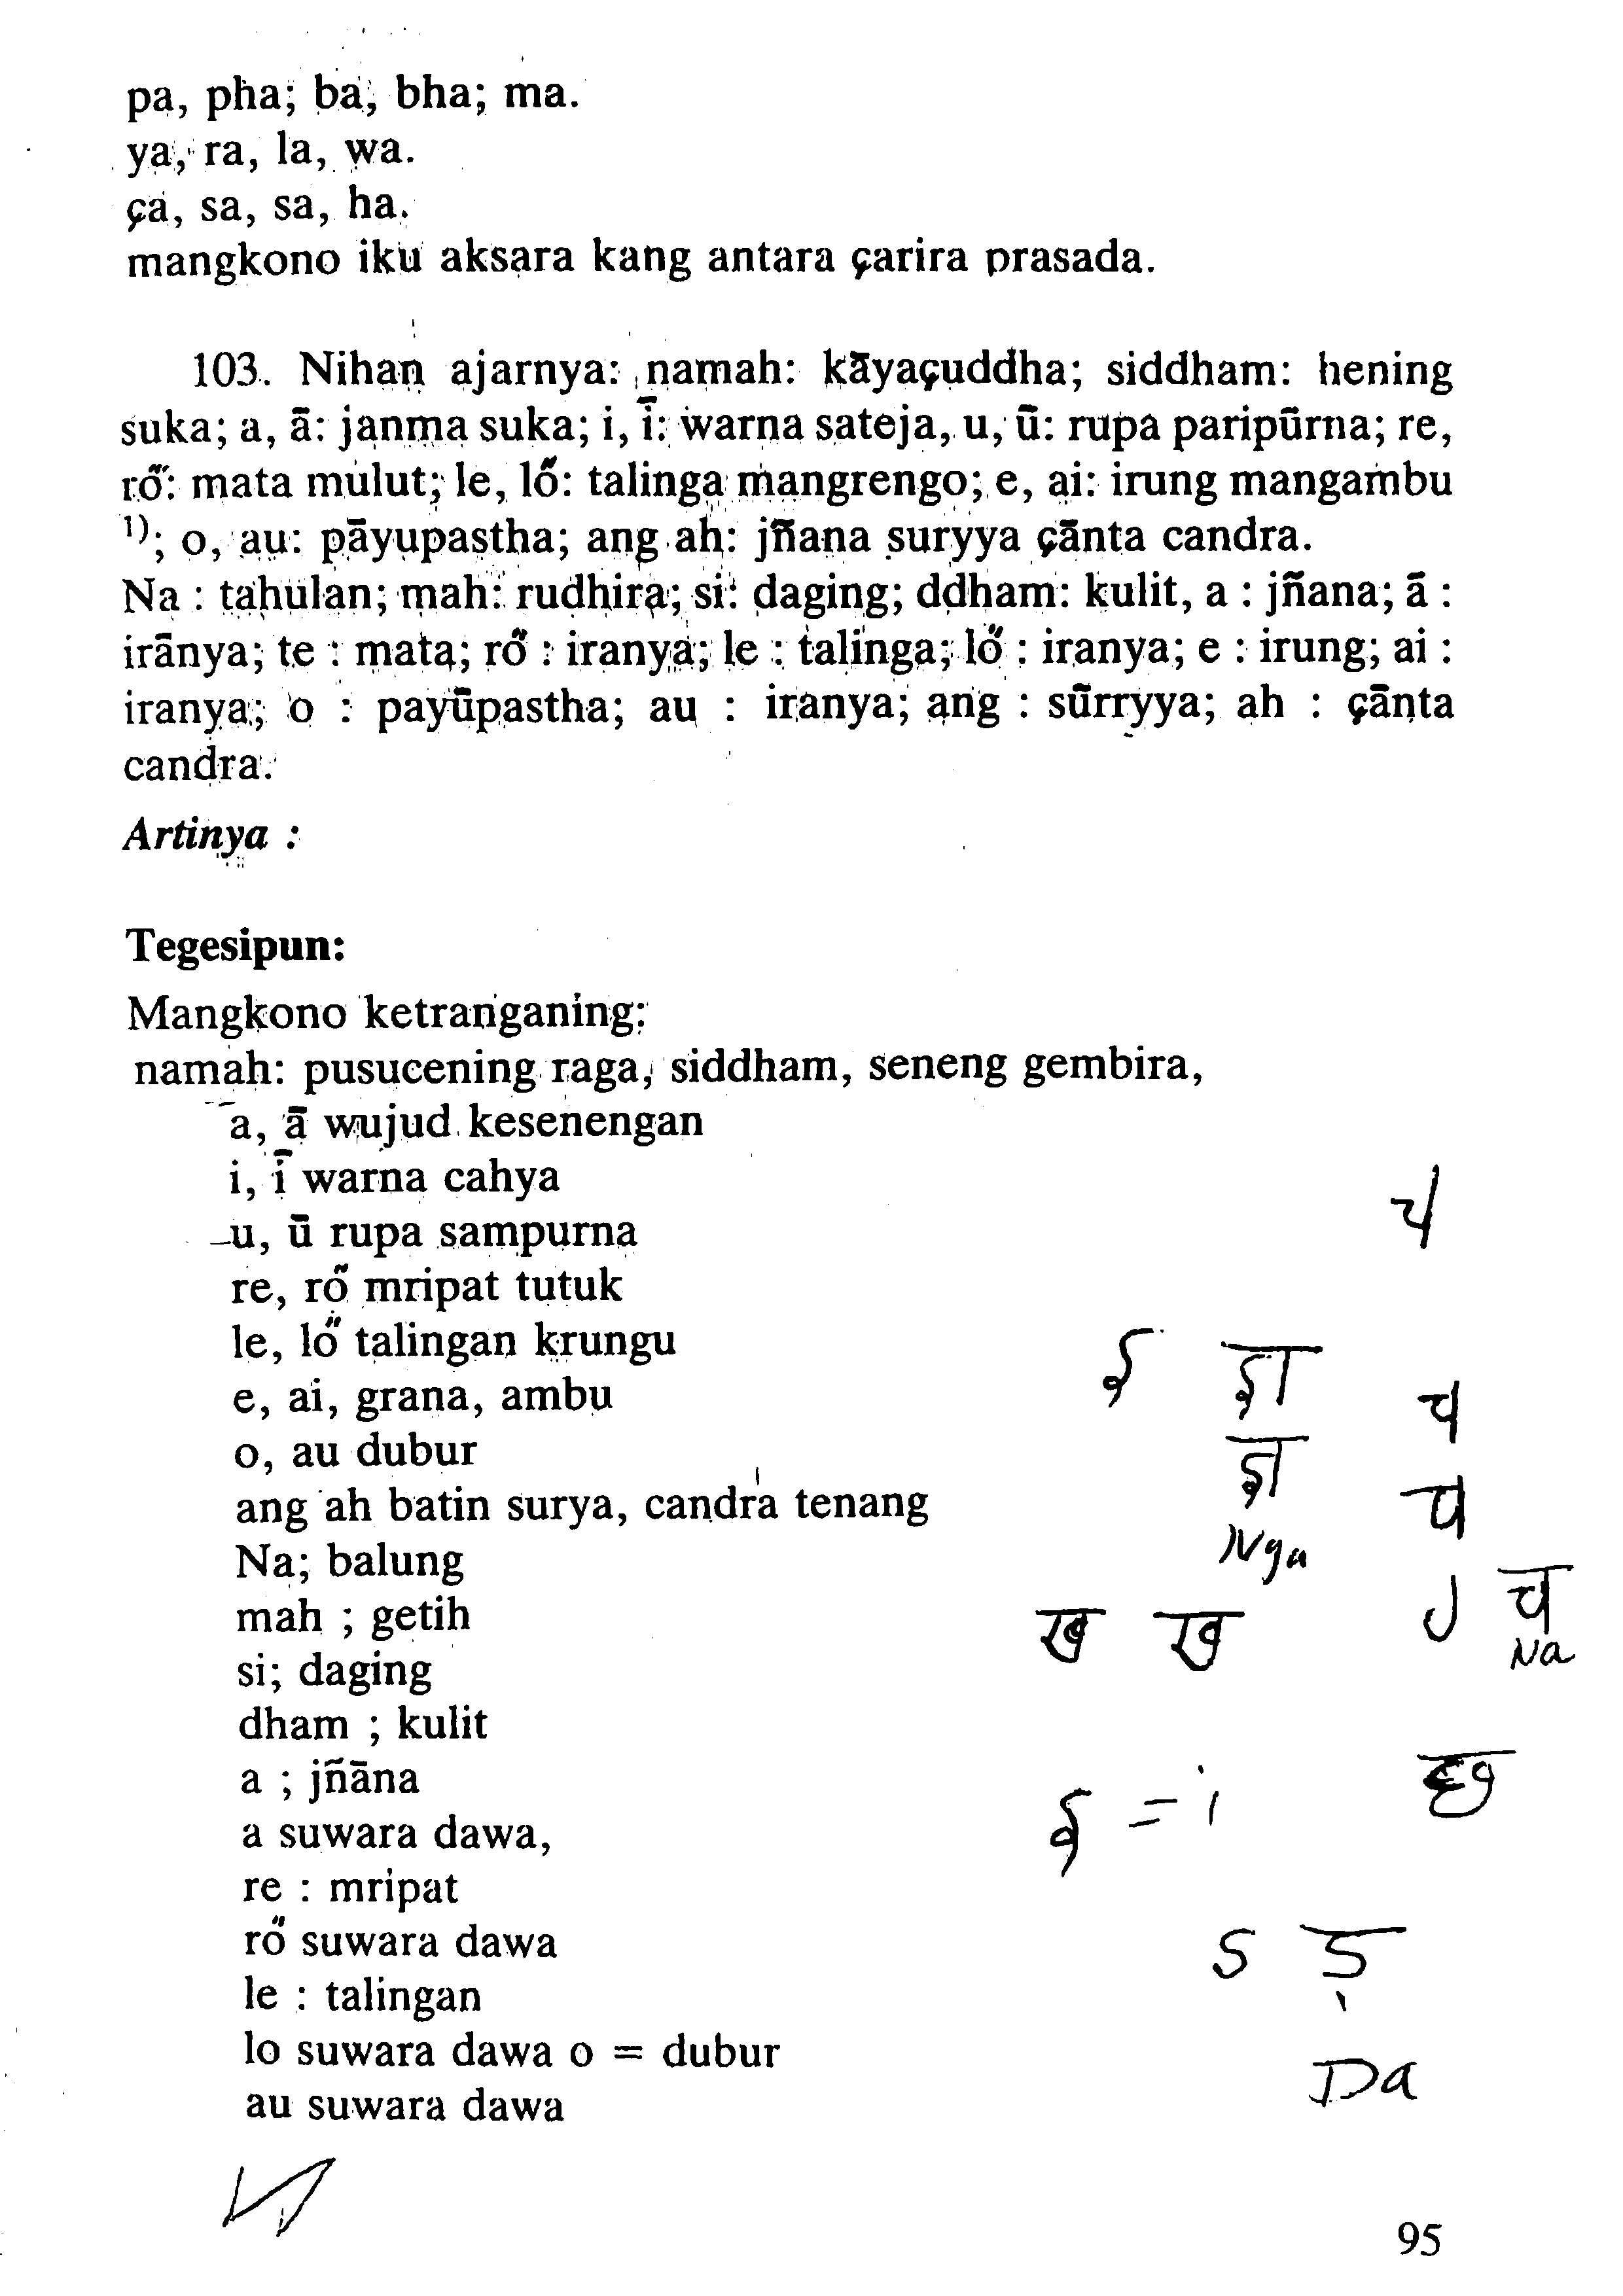 pa, pha; ba, bha; ma.
ya, ra, la, wa.
ça, sa, sa, ha.
mangkono iku aksara kang antara çarira prasada.
103. Nihan ajarnya: namah: kāyaçuddha; siddham: hening
suka; a, ā: janma suka; i, ī: warna sateja, u, ū: rupa paripūrna; re,
rő: mata mulut; le, lő: talinga mangrengo; e, ai: irung mangambu
1); o, au: pāyupastha; ang ah: jñana suryya çānta candra.
Na : tahulan; mah: rudhira; si: daging; ddham: kulit, a : jñana; ā :
irānya; te : mata; rő : iranya; le : talinga; lő : iranya; e : irung; ai :
iranya; o : payūpastha; au : iranya; ang : sūrryya; ah : çānta
candra.
Artinya :
Tegesipun:
Mangkono ketranganing:
namah: pusucening raga, siddham, seneng gembira,
a, ā wujud kesenengan
i, ī warna cahya
u, ū rupa sampurna
re, rő mripat tutuk
le, lő talingan krungu
e, ai, grana, ambu
o, au dubur
ang ah batin surya, candra tenang
Na; balung
Nga
mah ; getih
ख ख
च
Na
si; daging
dham ; kulit
a ; jñāna
= i
a suwara dawa,
re : mripat
rő suwara dawa
le : talingan
lo suwara dawa o = dubur
Da
au suwara dawa
95